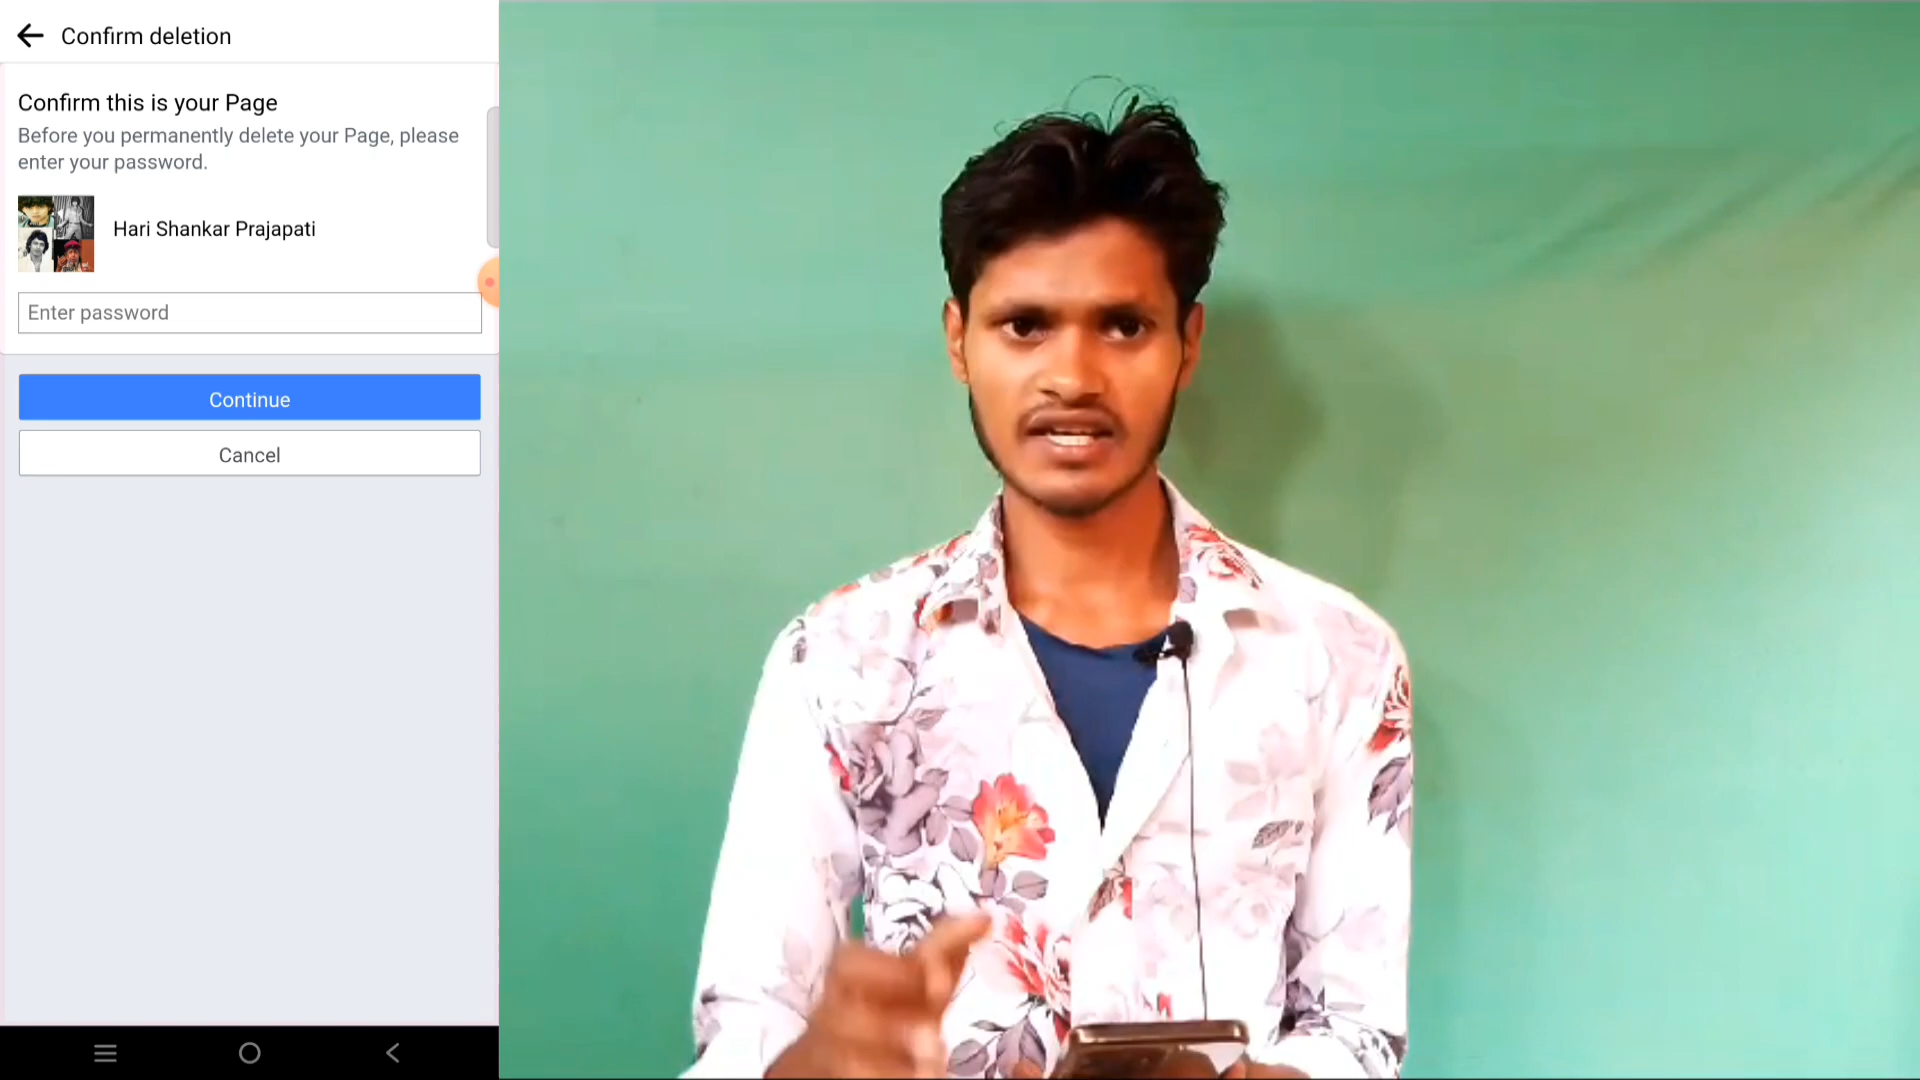 Confirm deletion
Confirm this is your Page
Before you permanently delete your Page, please
enter your password.
Hari Shankar Prajapati
Enter password
Continue
Cancel